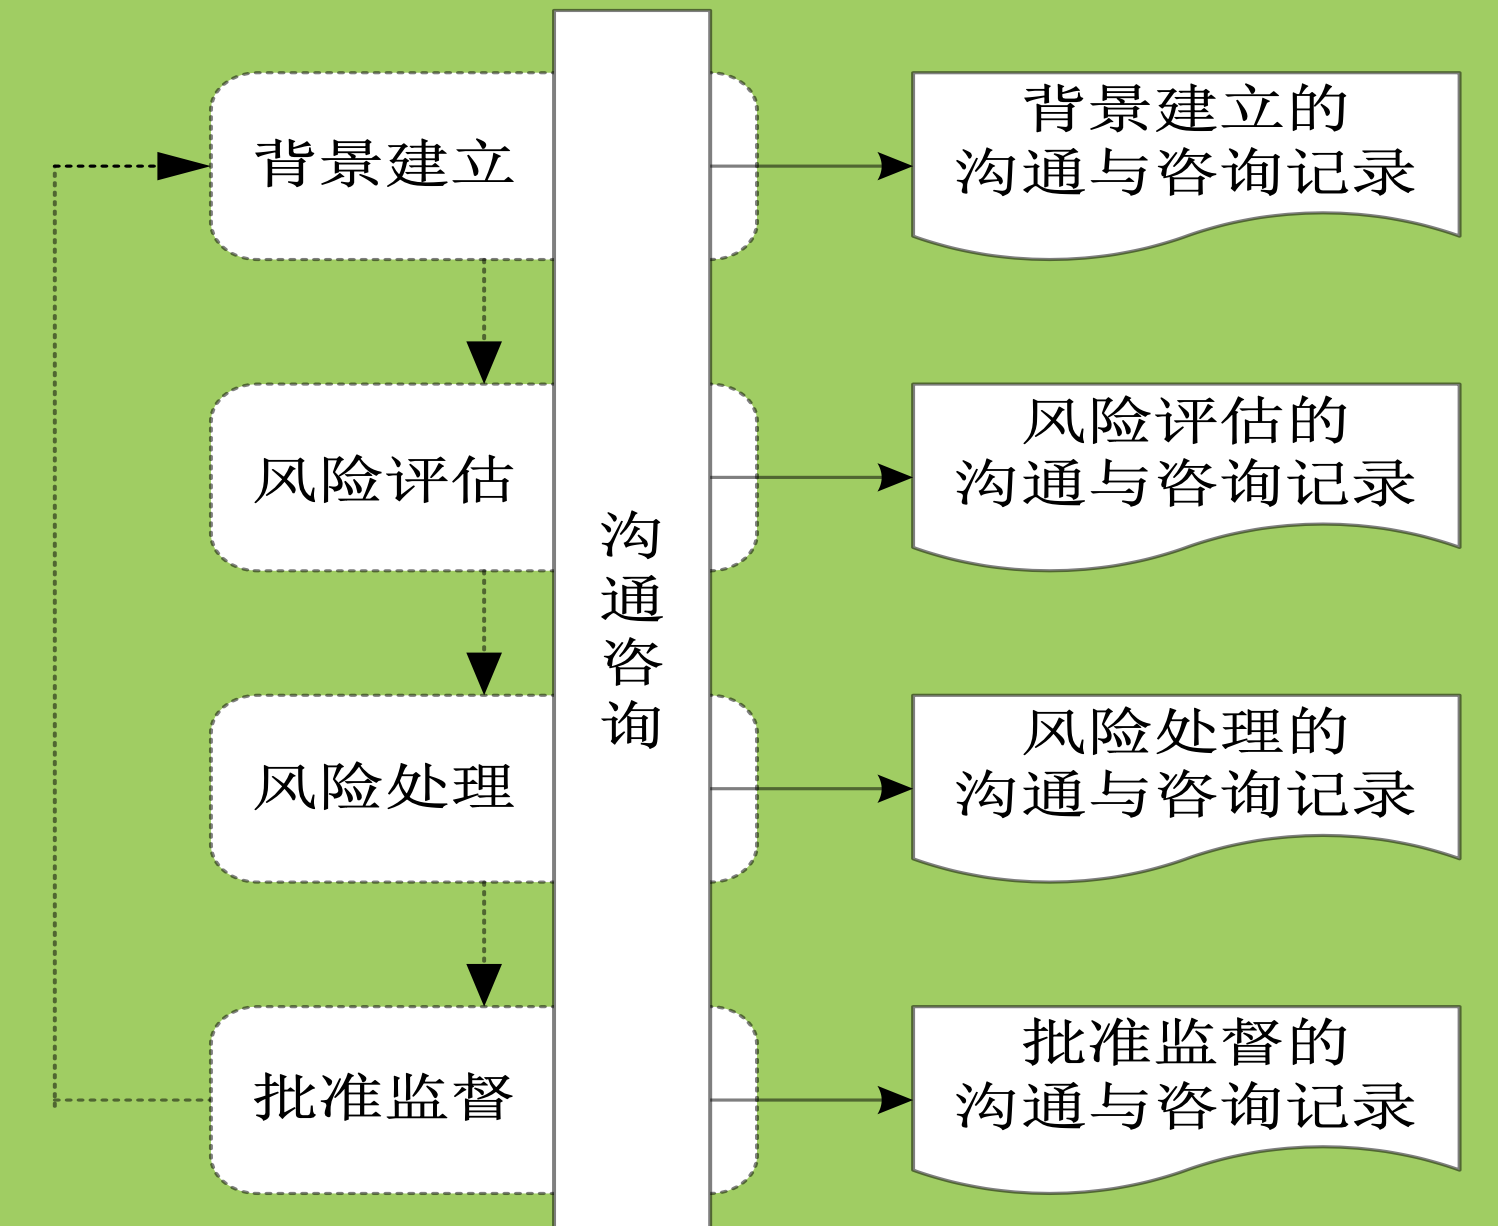 背景建立
背景建立的
沟通与咨询记录
风险评估
风险评估的
沟通与咨询记录
沟
通
咨
询
风险处理
风险处理的
沟通与咨询记录
批准监督
批准监督的
沟通与咨询记录